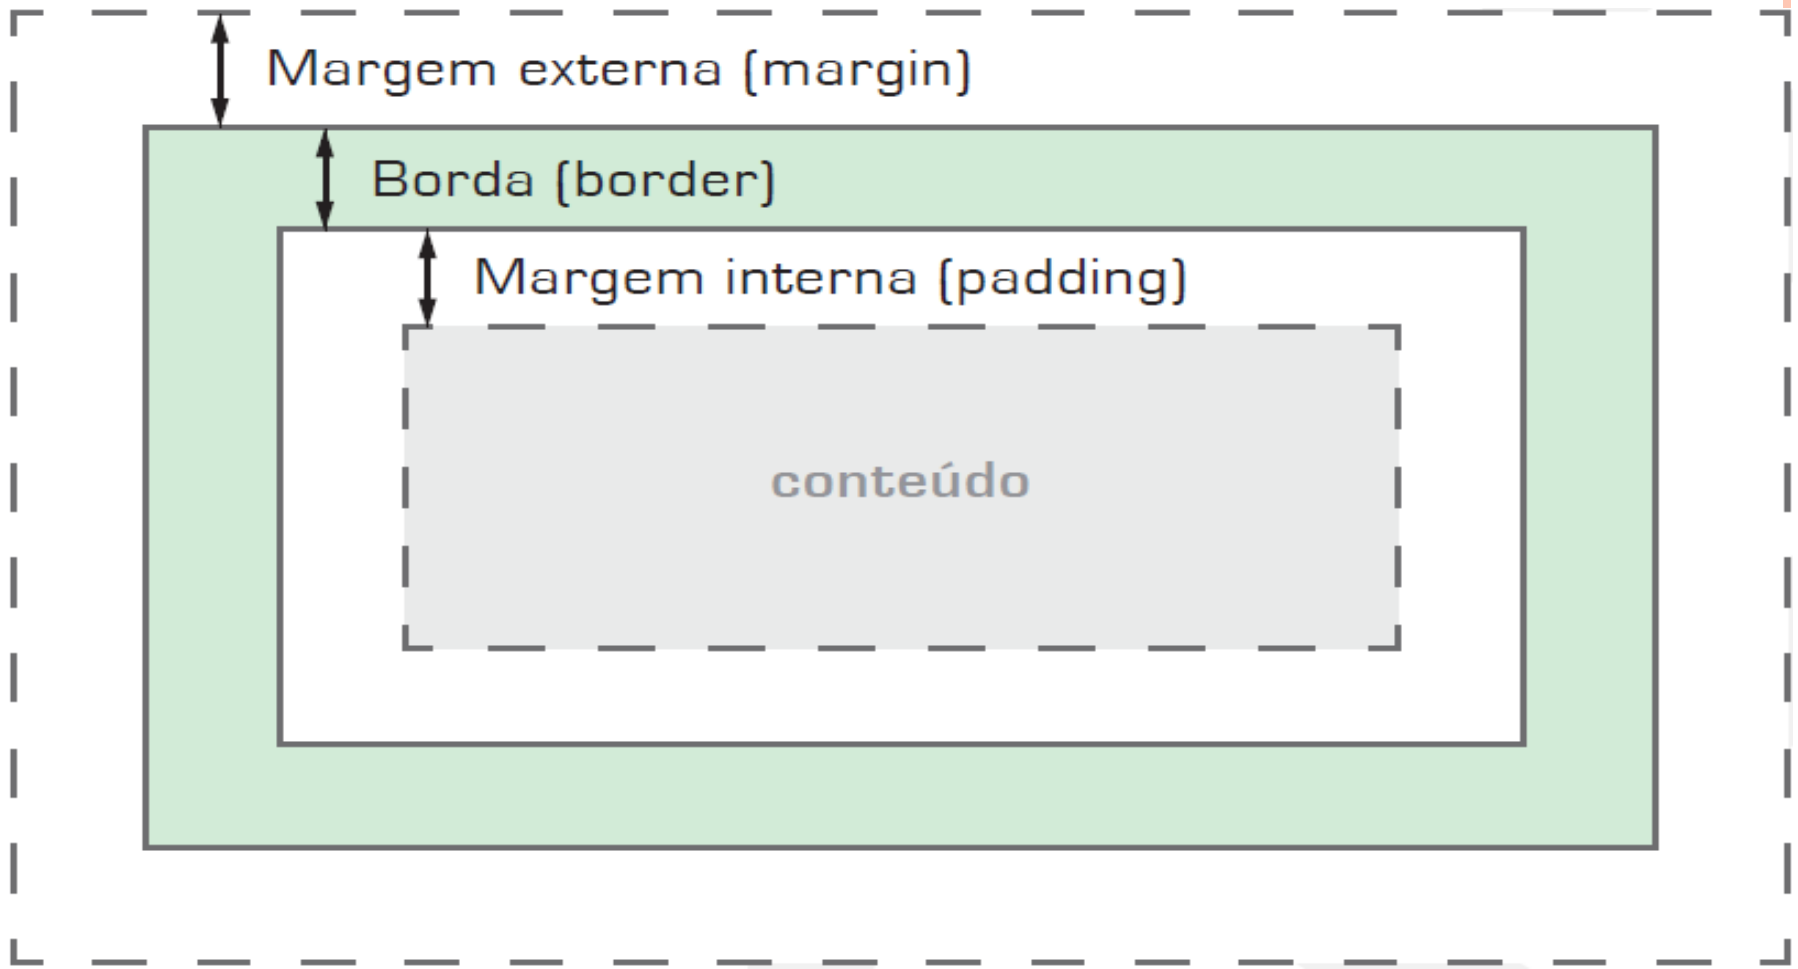 Margem externa (margin)
Borda (border)
Margem interna (padding)
conteúdo